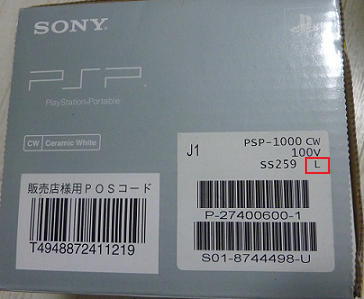 SONY
PSP
PlayStation®Portable
CW Ceramic White
J1
PSP-1000 CW
100V
SS259 L
販売店様用POSコード
T4948872411219
P-27400600-1
S01-8744498-U